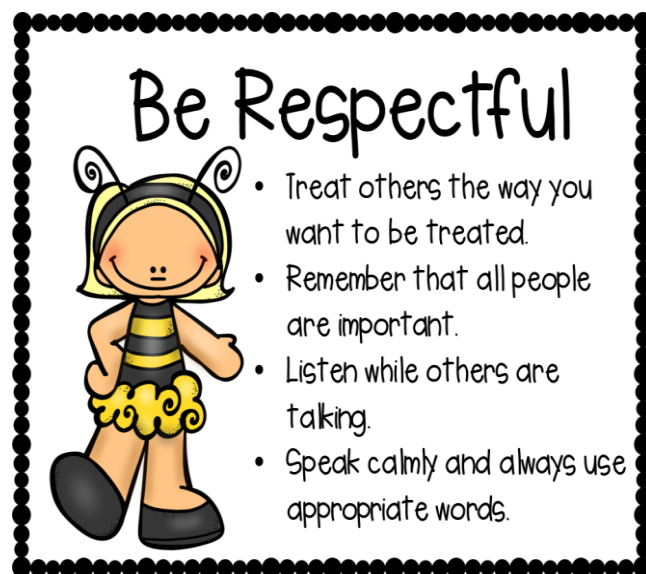 Be Respectful
• Treat others the way you
want to be treated.
• Remember that all people
are important.
• Listen while others are
talking.
• Speak calmly and always use
appropriate words.